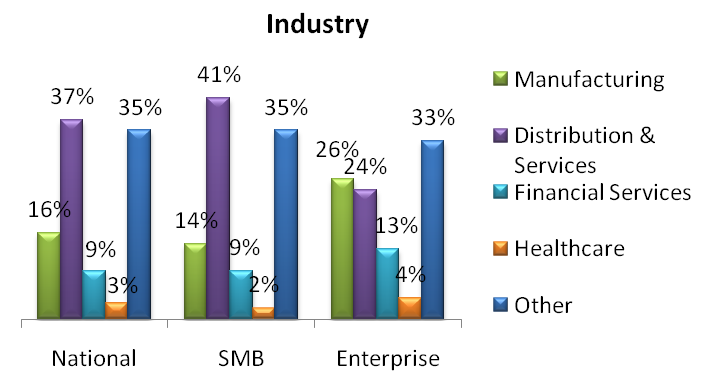 Industry
16%
37%
9%
3%
35%
14%
41%
9%
2%
35%
26%
24%
13%
4%
33%
National
SMB
Enterprise
Manufacturing
Distribution &
Services
Financial Services
Healthcare
Other